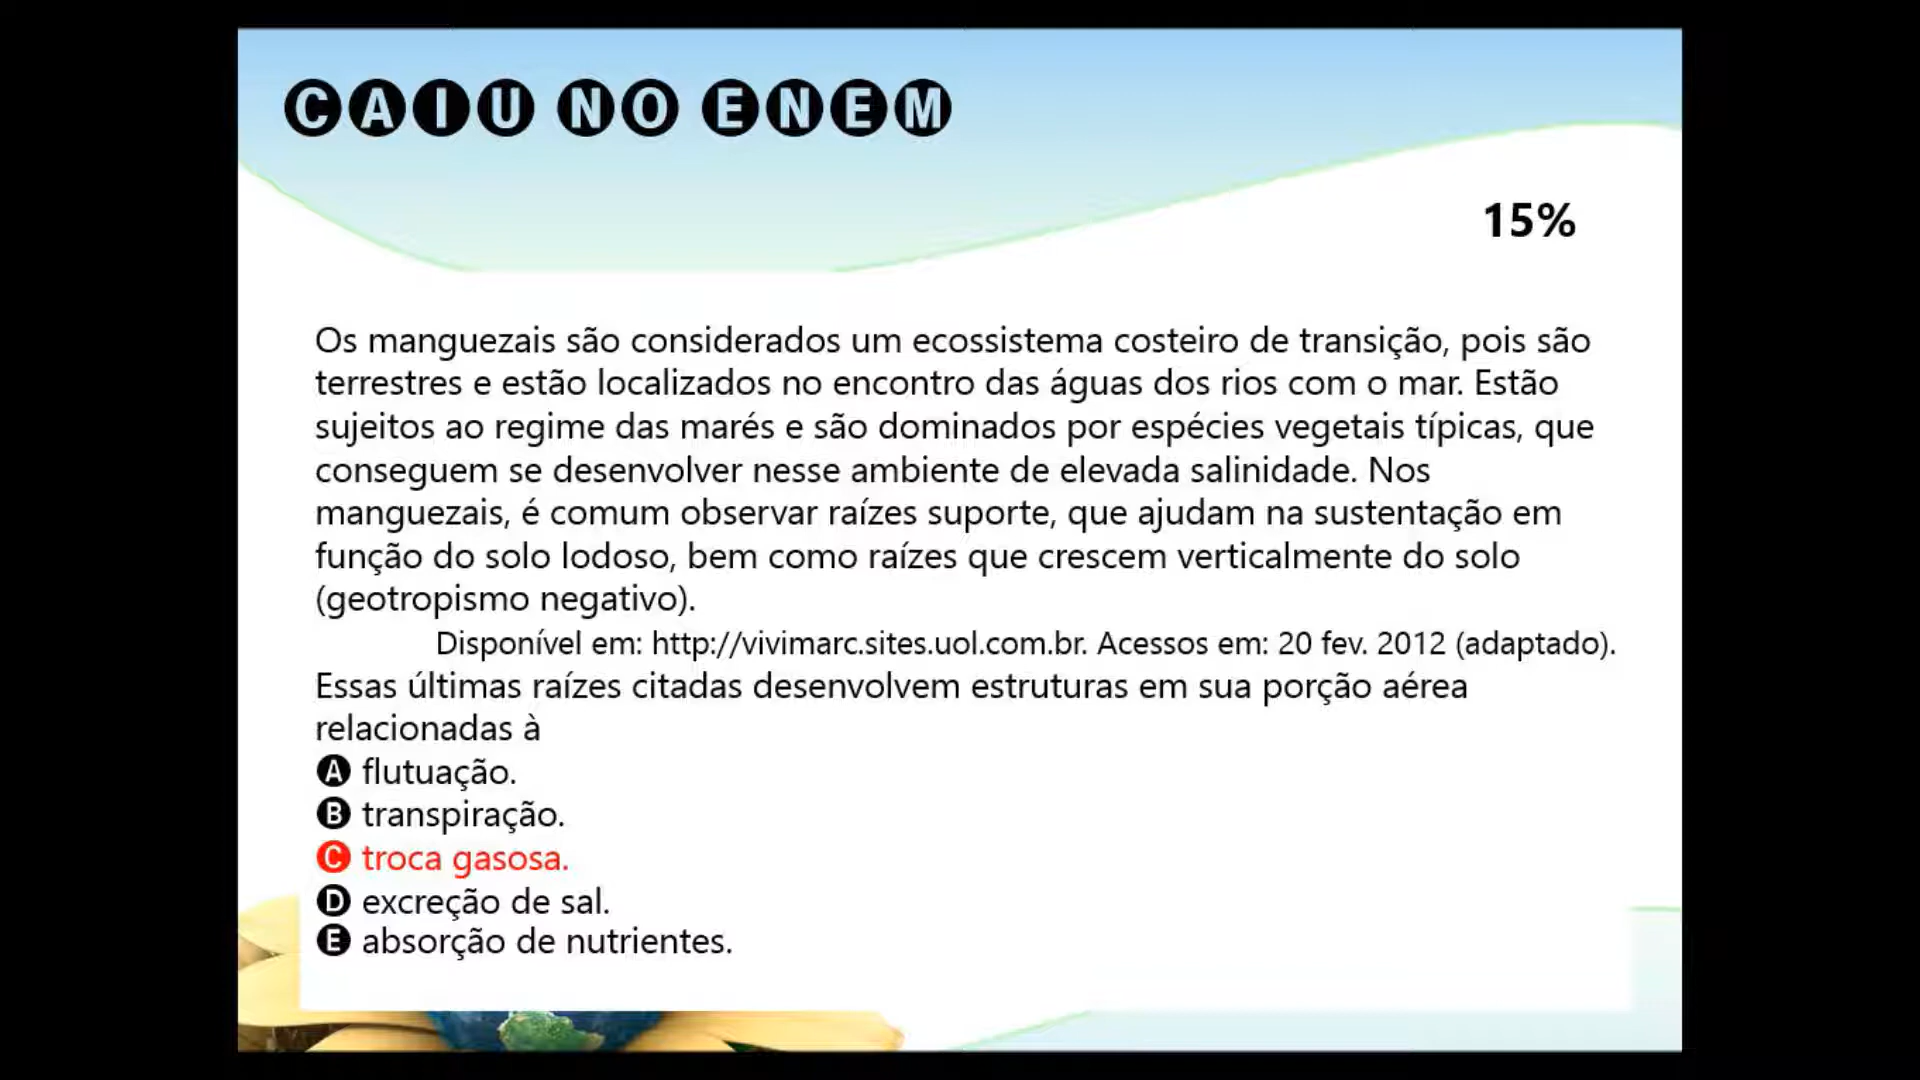 CAIU NO ENEM
15%
Os manguezais são considerados um ecossistema costeiro de transição, pois são
terrestres e estão localizados no encontro das águas dos rios com o mar. Estão
sujeitos ao regime das marés e são dominados por espécies vegetais típicas, que
conseguem se desenvolver nesse ambiente de elevada salinidade. Nos
manguezais, é comum observar raízes suporte, que ajudam na sustentação em
função do solo lodoso, bem como raízes que crescem verticalmente do solo
(geotropismo negativo).
Disponível em: http://vivimarc.sites.uol.com.br. Acessos em: 20 fev. 2012 (adaptado).
Essas últimas raízes citadas desenvolvem estruturas em sua porção aérea
relacionadas à
A flutuação.
B transpiração.
C troca gasosa.
D excreção de sal.
E absorção de nutrientes.